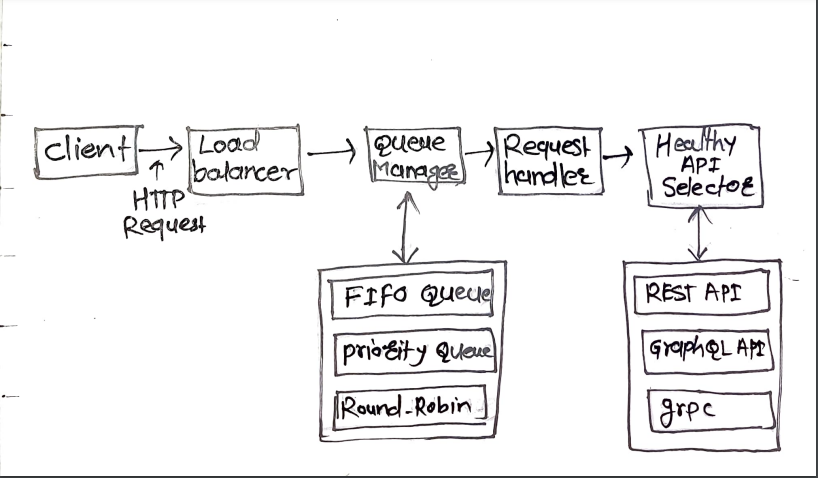 Client
HTTP
Request
Load
balancer
Queue
Manager
Request
handler
Healthy
API
Selector
FIFO Queue
Priority Queue
Round-Robin
REST API
GraphQL API
grpc